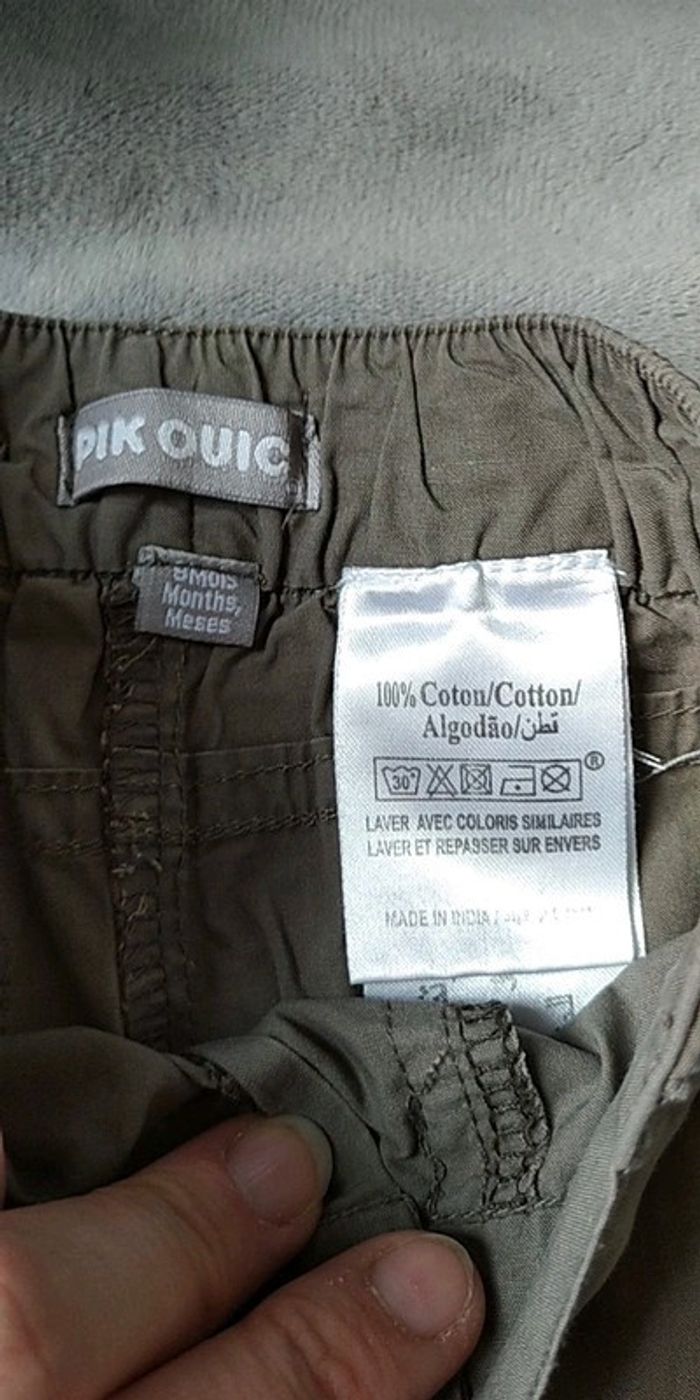 PIK OUIC
Months,
Meses
100% Coton/Cotton/
Algodão/قطن
30°
®
LAVER AVEC COLORIS SIMILAIRES
LAVER ET REPASSER SUR ENVERS
MADE IN INDIA /